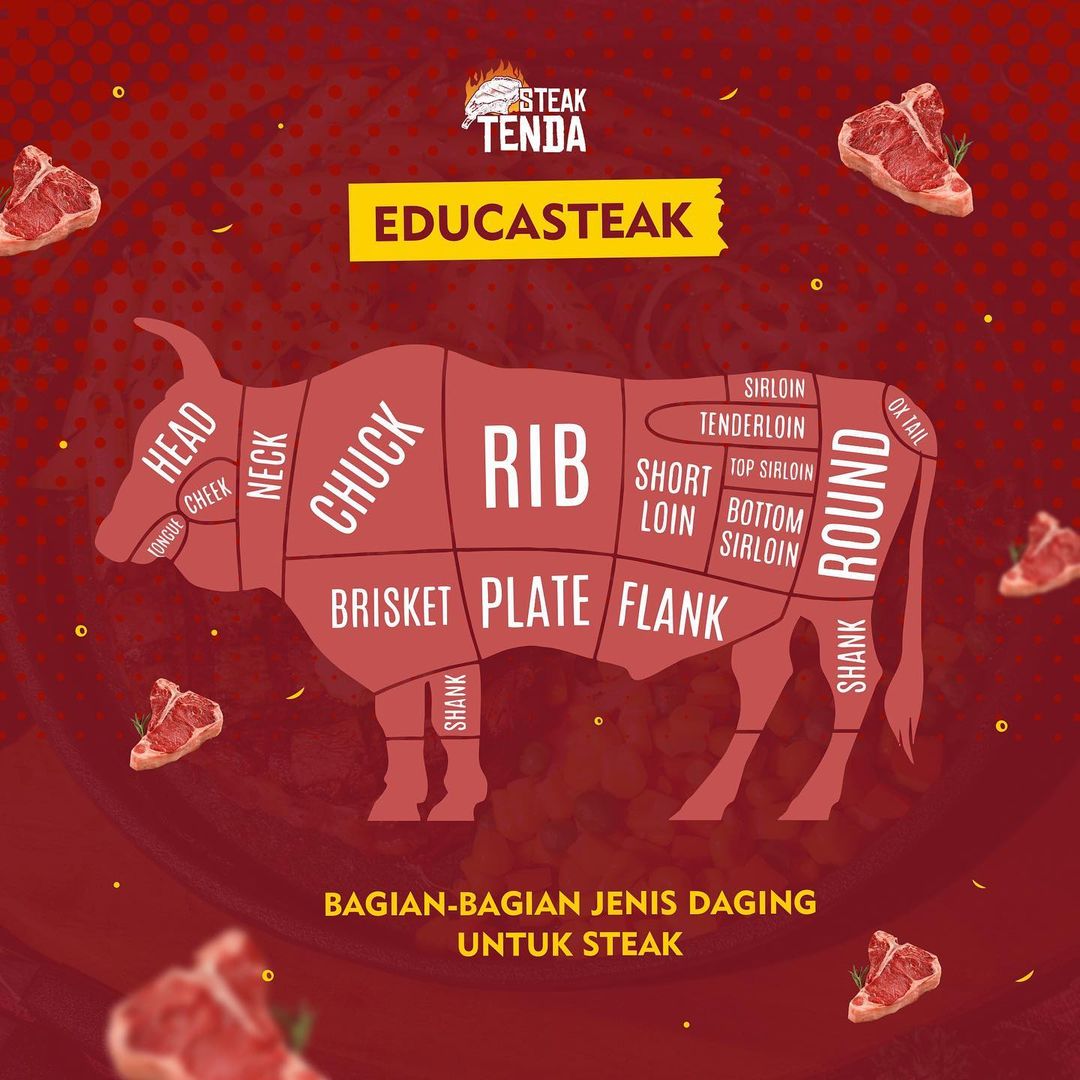 STEAK
TENDA
EDUCASTEAK
HEAD
CHEEK
TONGUE
NECK
CHUCK
RIB
SHORT
LOIN
SIRLOIN
TENDERLOIN
TOP SIRLOIN
BOTTOM
SIRLOIN
ROUND
OX TAIL
BRISKET
PLATE
FLANK
SHANK
SHANK
BAGIAN-BAGIAN JENIS DAGING
UNTUK STEAK